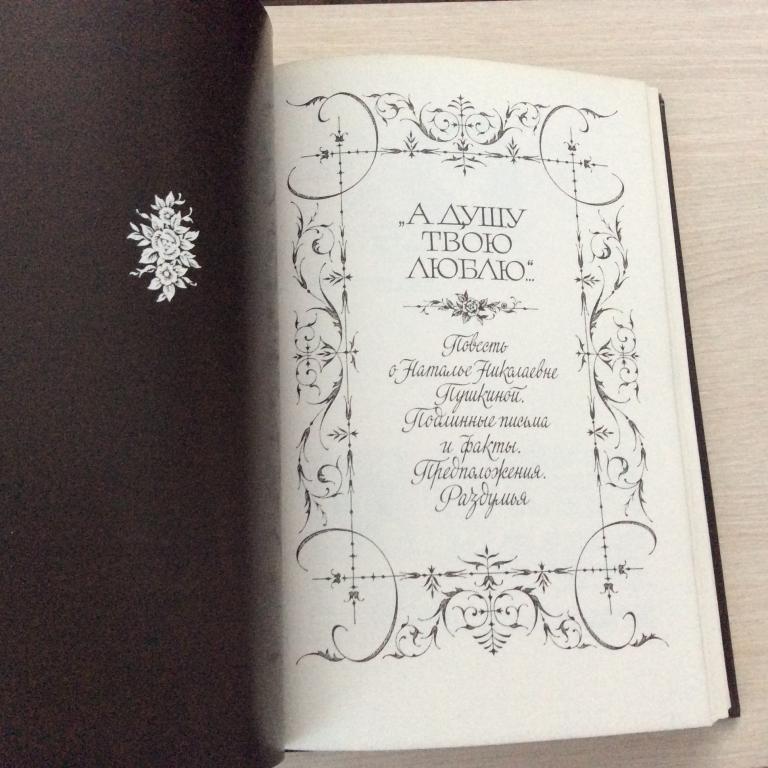 „А ДУШУ
ТВОЮ
ЛЮБЛЮ...“
Повесть
о Наталье Николаевне
Пушкиной.
Подлинные письма
и факты.
Предположения.
Раздумья